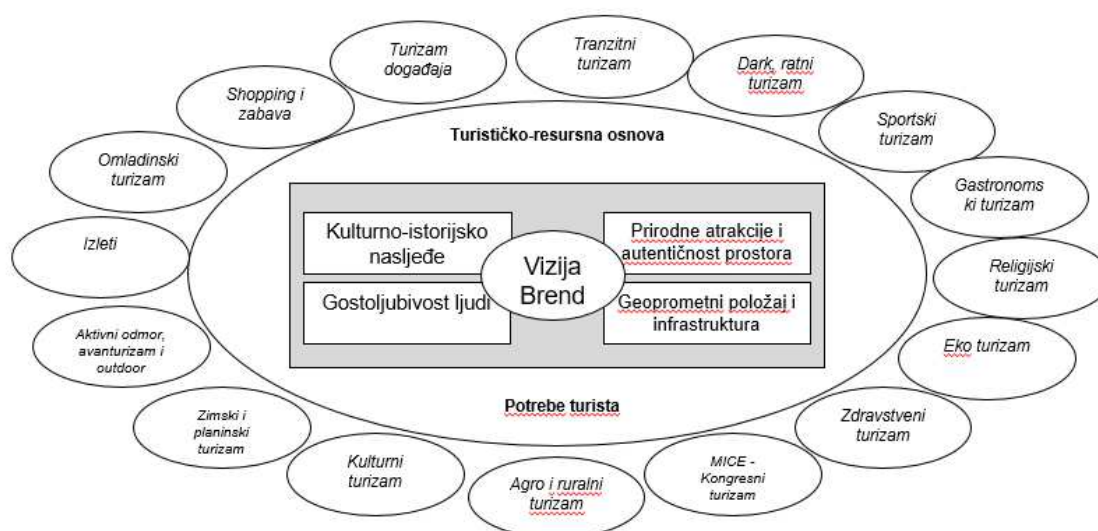 Turizam
događaja
Tranzitni
turizam
Dark, ratni
turizam
Shopping i
zabava
Sportski
turizam
Omladinski
turizam
Gastronoms
ki turizam
Izleti
Religijski
turizam
Aktivni odmor,
avanturizam i
outdoor
Eko turizam
Zimski i
planinski
turizam
Zdravstveni
turizam
Kulturni
turizam
Agro i ruralni
turizam
MICE -
Kongresni
turizam
Turističko-resursna osnova
Kulturno-istorijsko
nasljeđe
Prirodne atrakcije i
autentičnost prostora
Vizija
Brend
Gostoljubivost ljudi
Geoprometni položaj i
infrastruktura
Potrebe turista